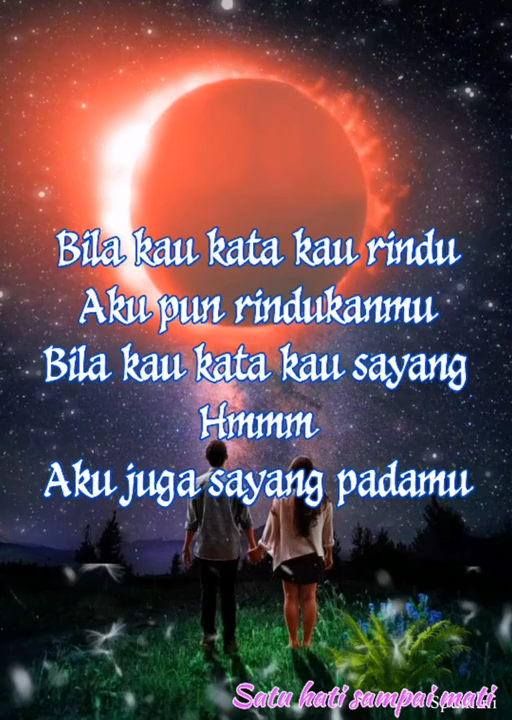 Bila kau kata kau rindu
Aku pun rindukanmu
Bila kau kata kau sayang
Hmmm
Aku juga sayang padamu
Satu hati sampai mati